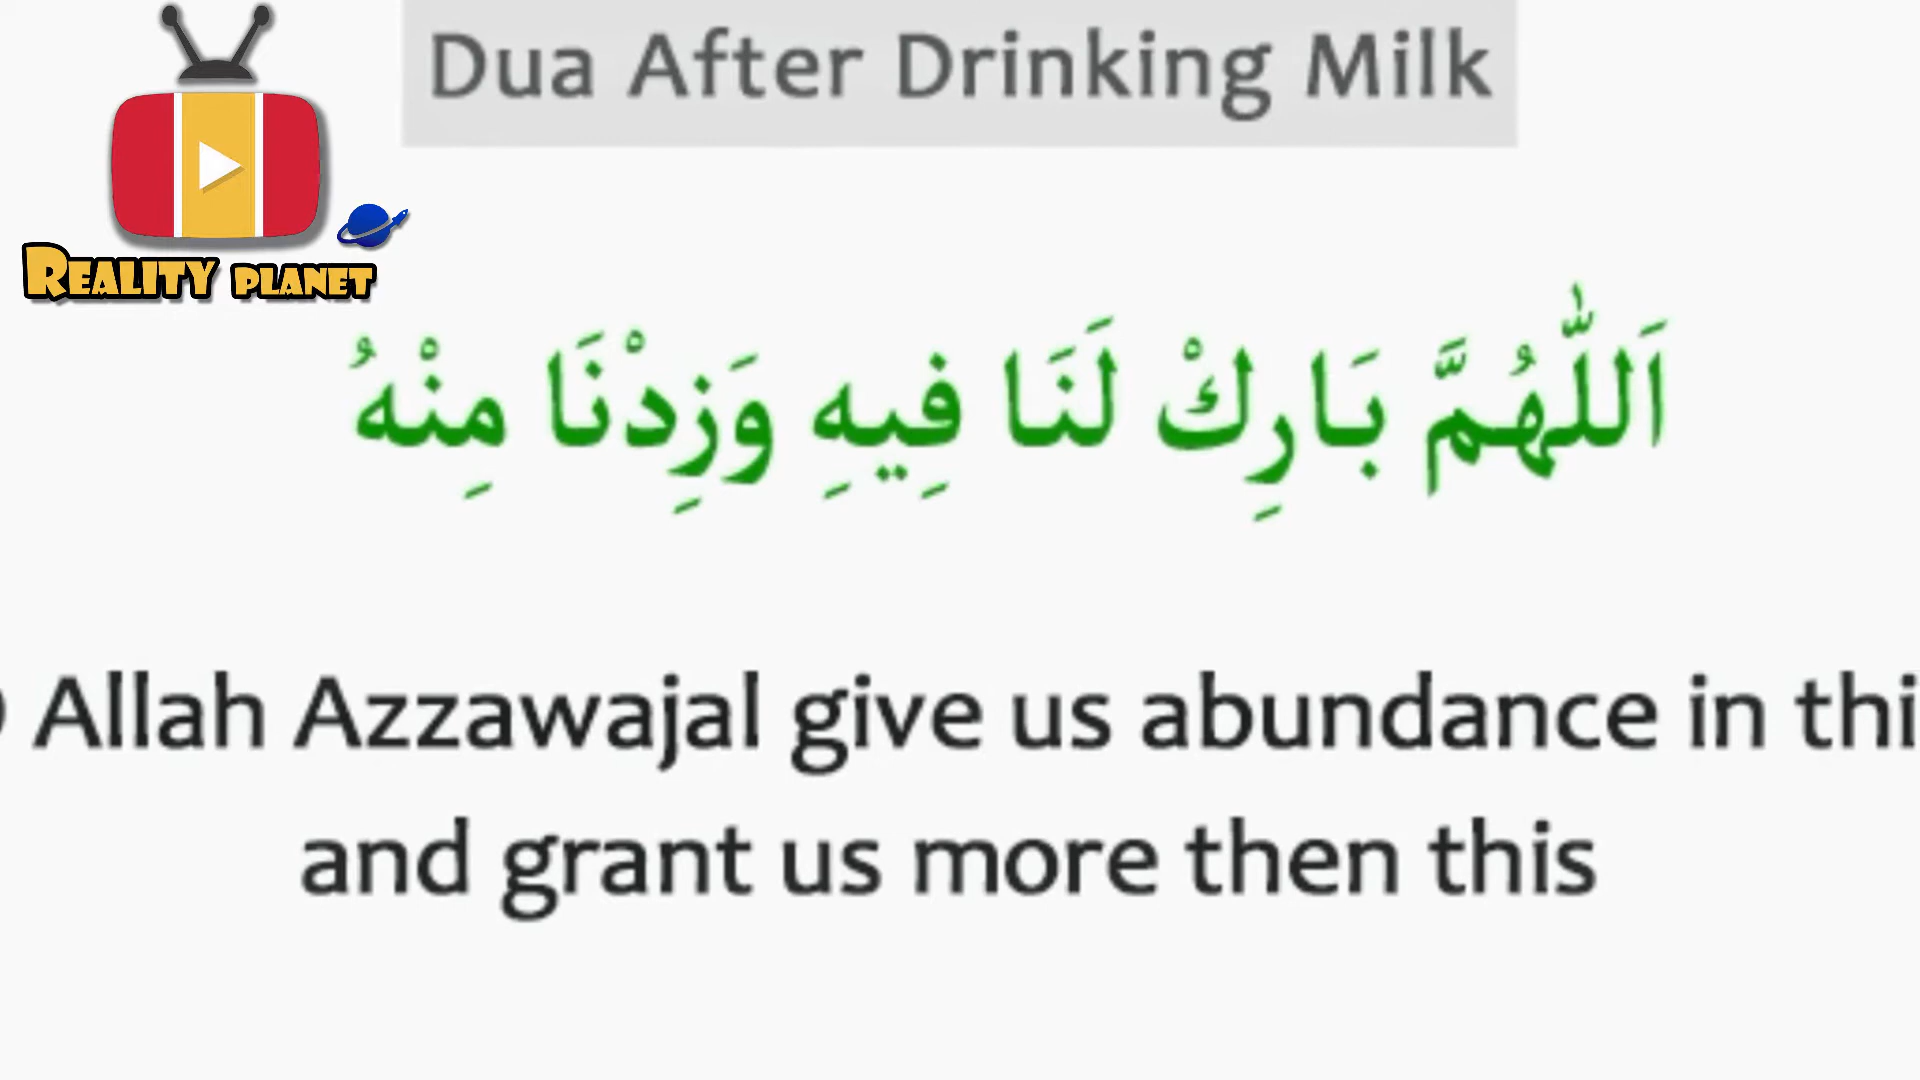 Dua After Drinking Milk
REALITY PLANET
اَللّٰهُمَّ بَارِكْ لَنَا فِيهِ وَزِدْنَا مِنْهُ
Allah Azzawajal give us abundance in thi
and grant us more then this